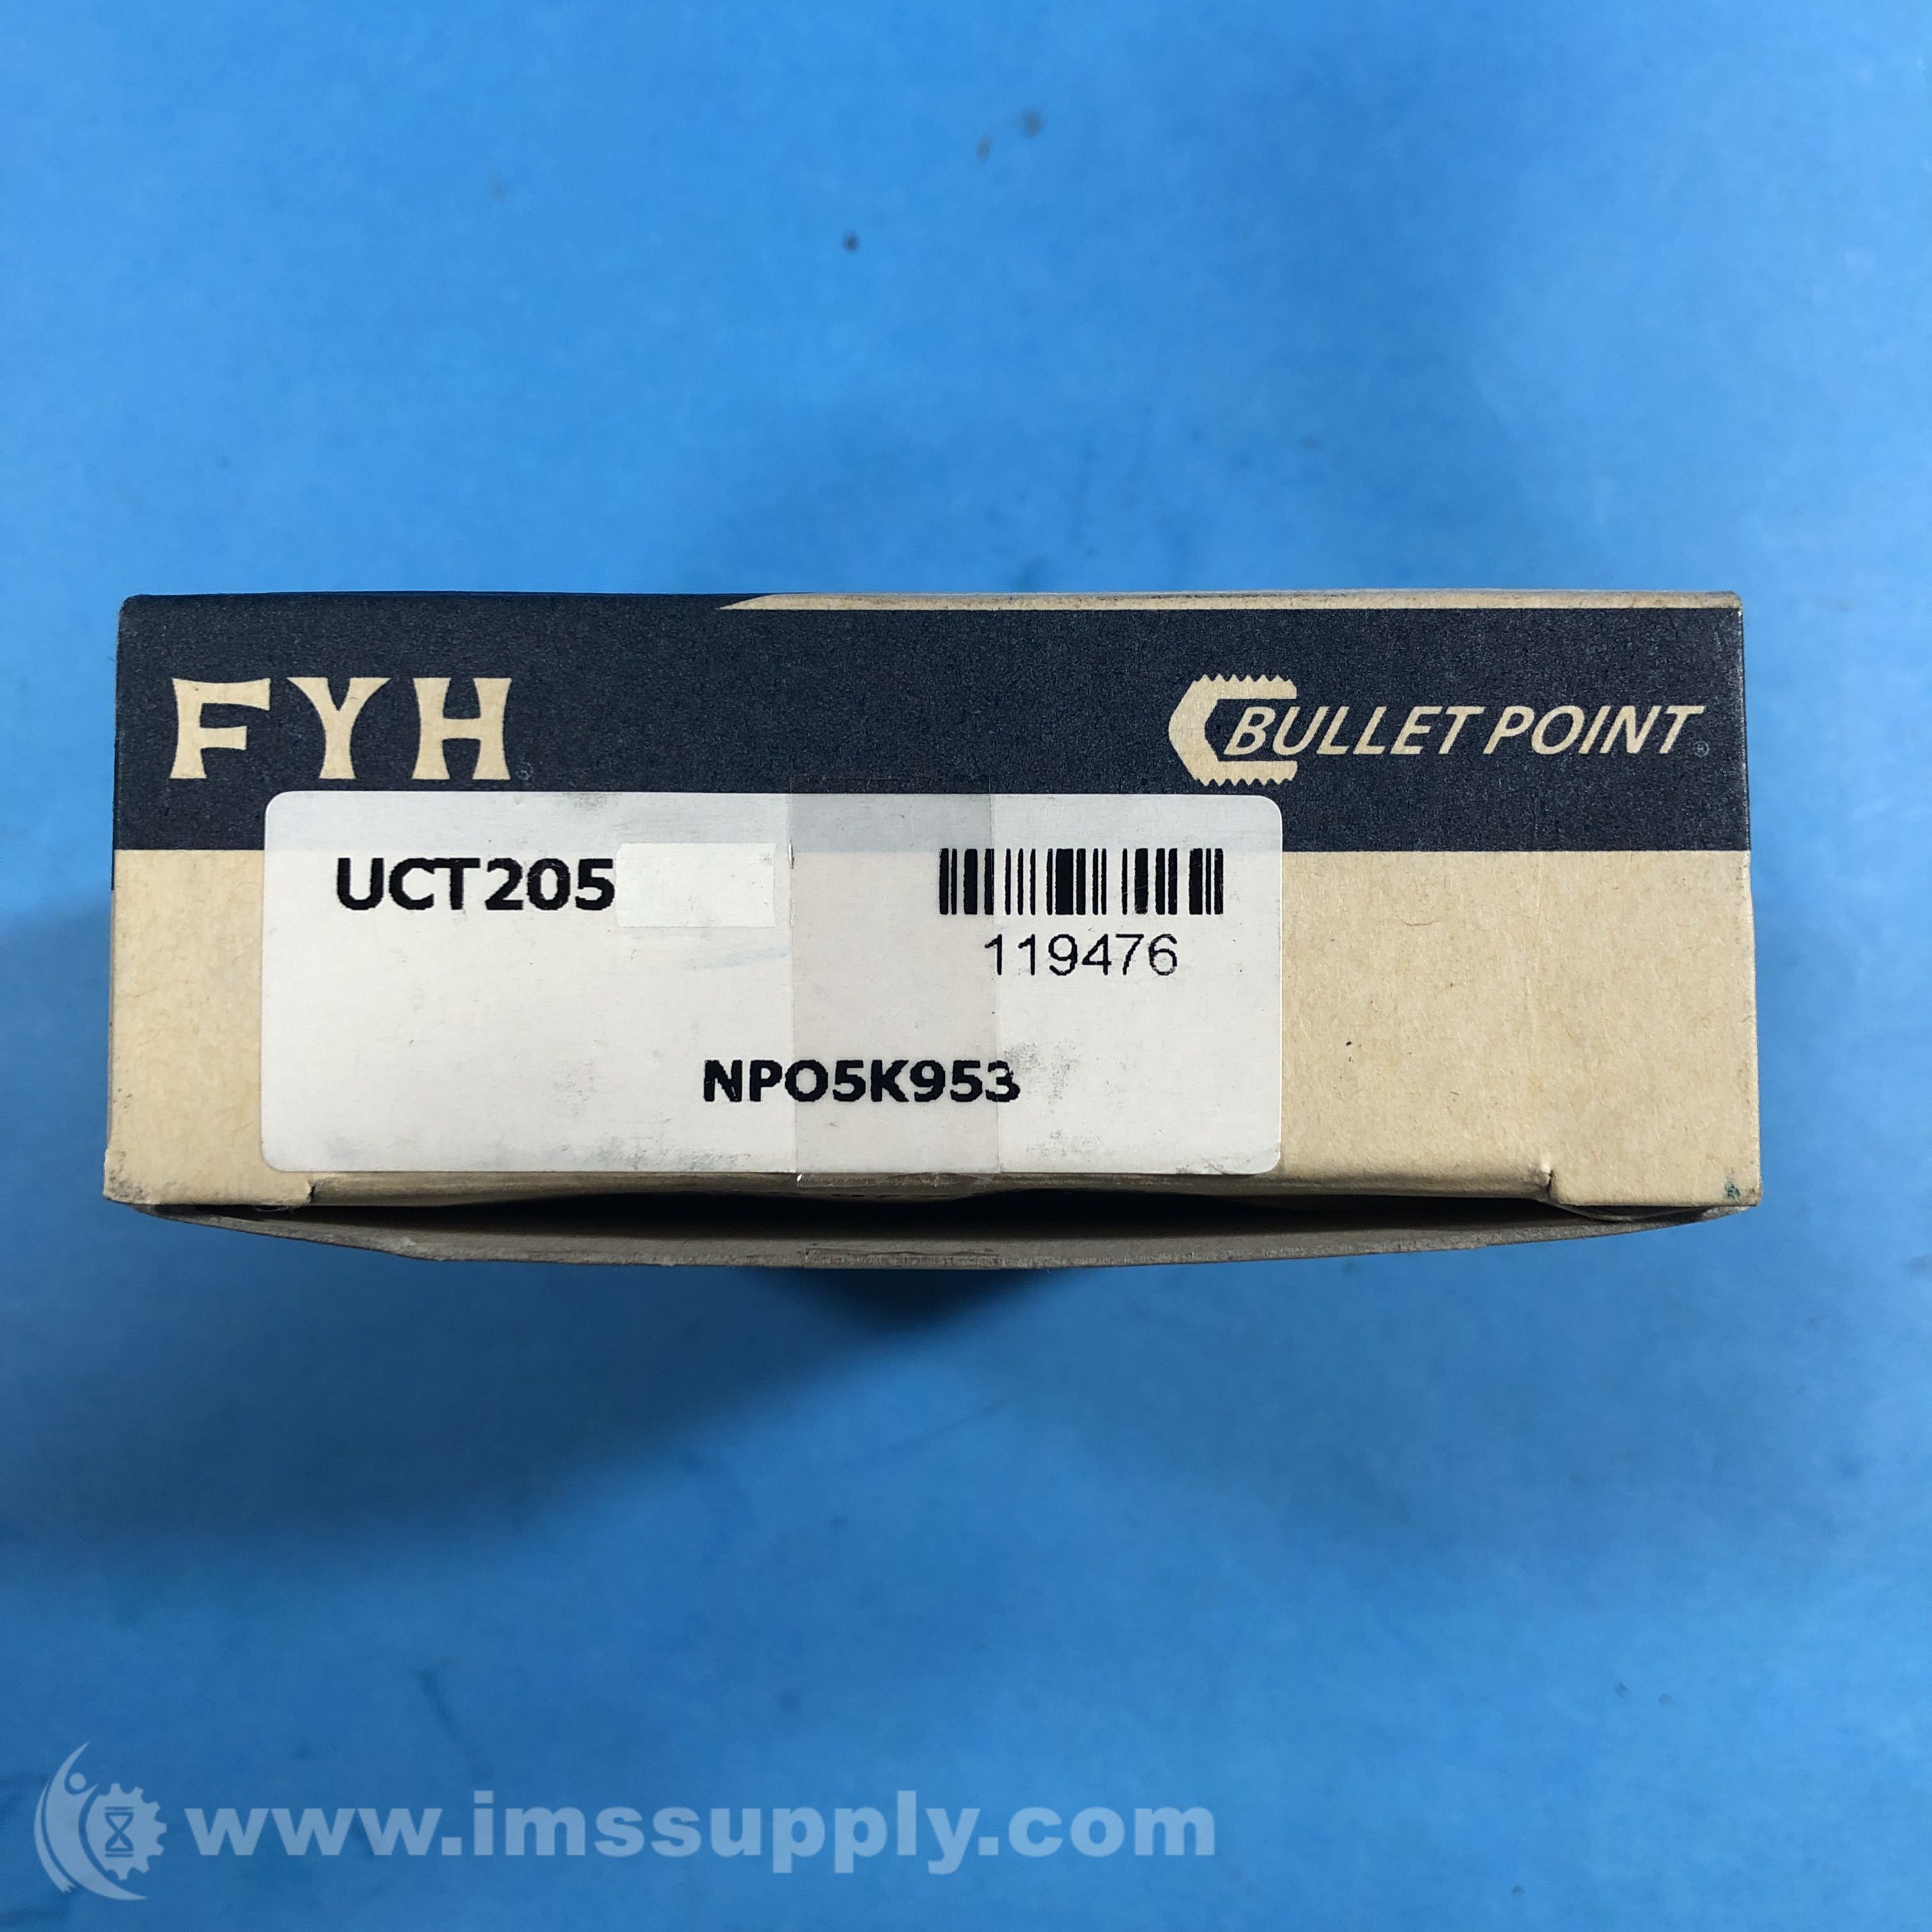 FYH
BULLET POINT®
UCT205
119476
NPO5K953
www.imssupply.com